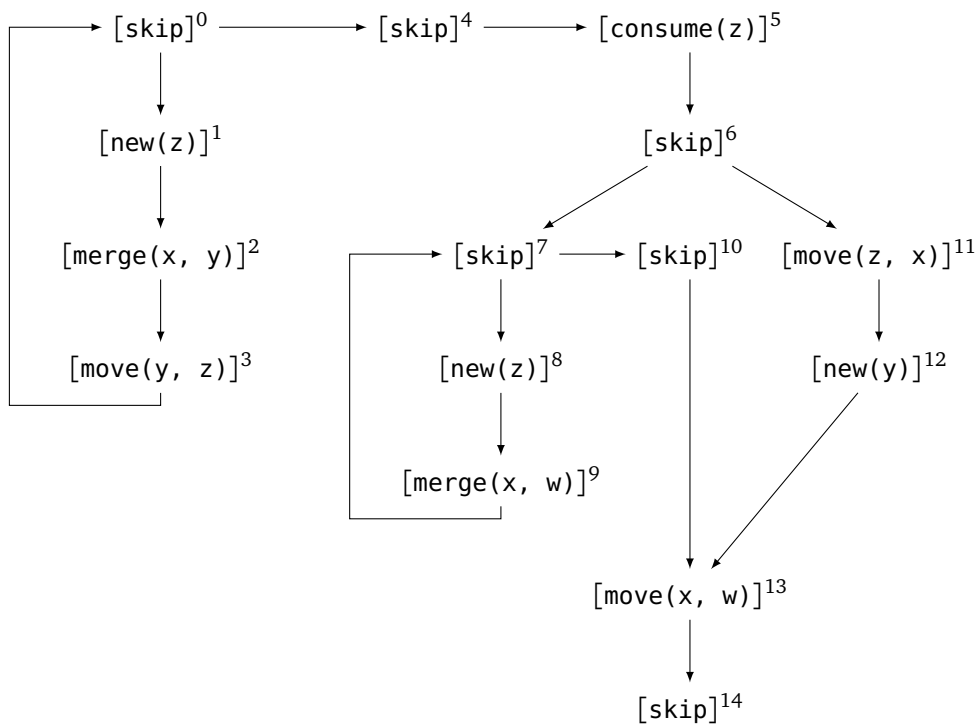 [skip]⁰ [skip]⁴ [consume(z)]⁵
[new(z)]¹ [skip]⁶
[merge(x, y)]² [skip]⁷ [skip]¹⁰ [move(z, x)]¹¹
[move(y, z)]³ [new(z)]⁸ [new(y)]¹²
[merge(x, w)]⁹
[move(x, w)]¹³
[skip]¹⁴